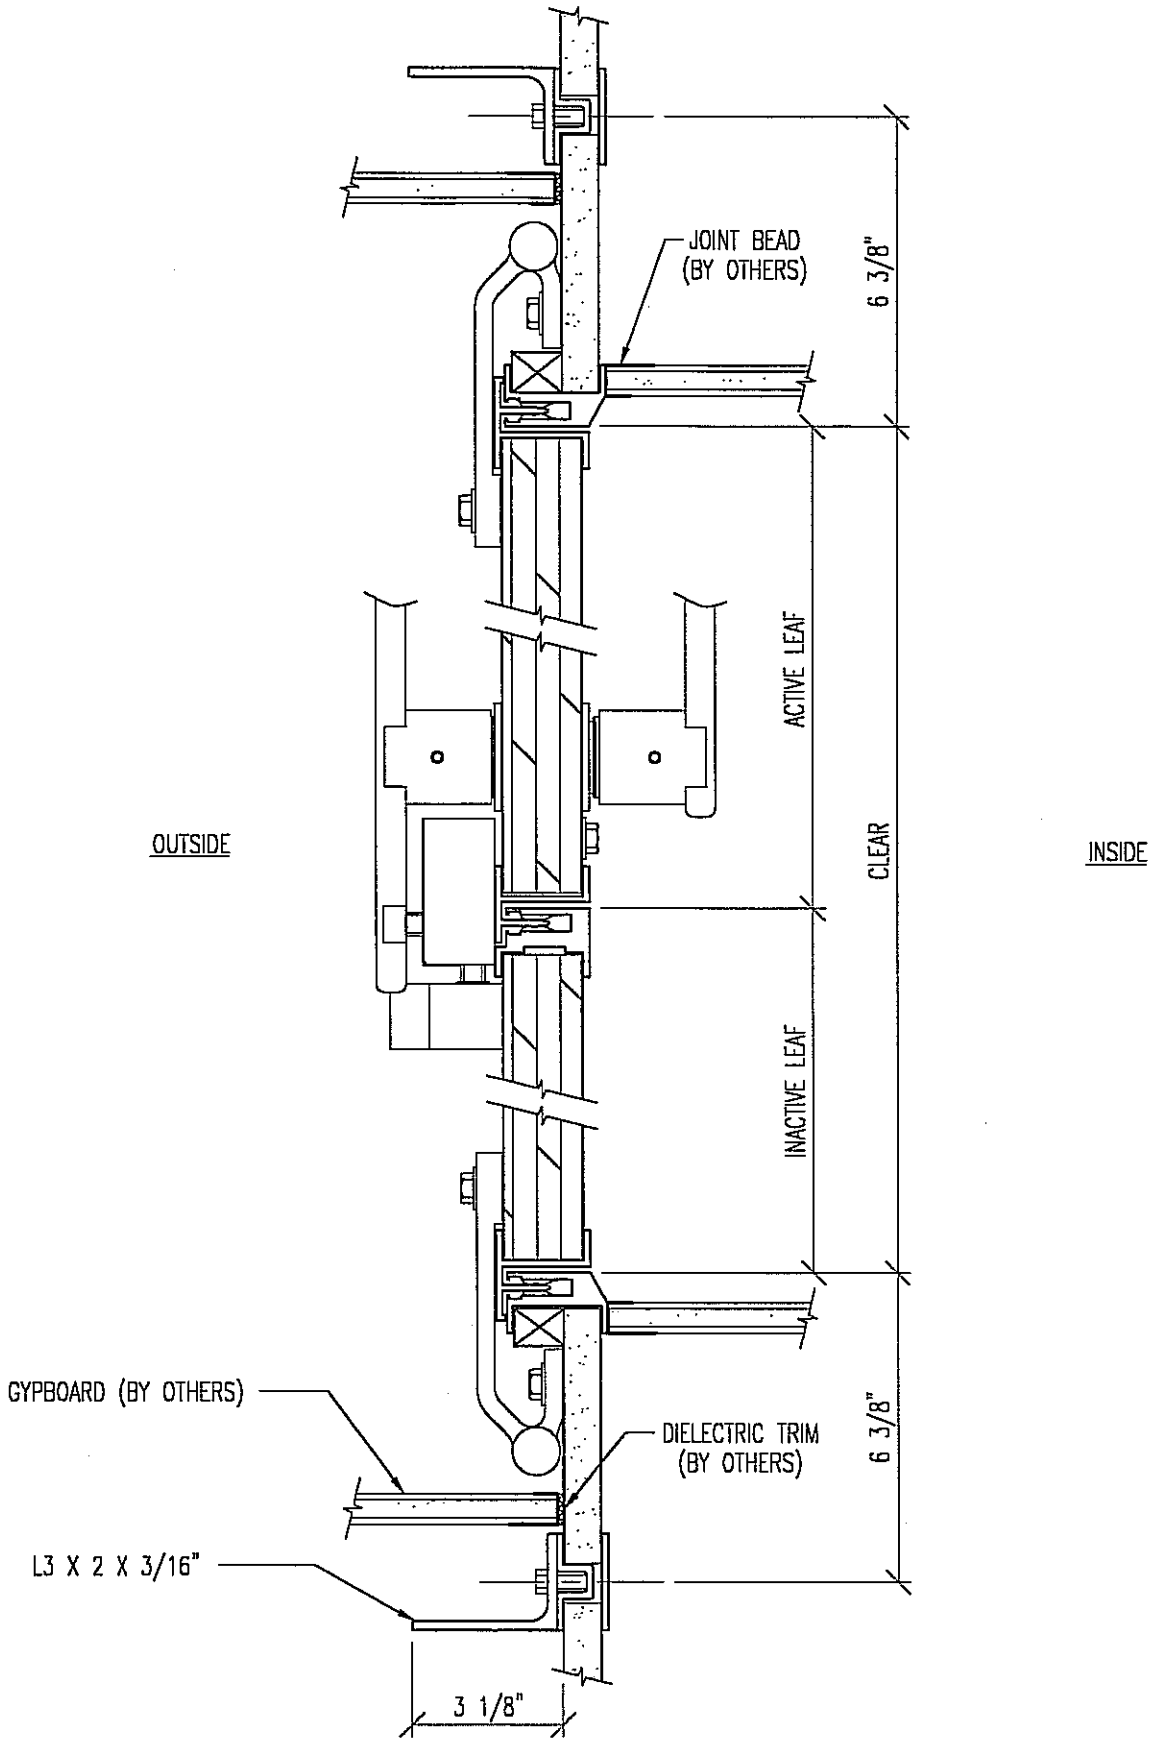 JOINT BEAD
(BY OTHERS)
6 3/8"
ACTIVE LEAF
OUTSIDE
CLEAR
INSIDE
INACTIVE LEAF
GYPBOARD (BY OTHERS)
DIELECTRIC TRIM
(BY OTHERS)
6 3/8"
L3 X 2 X 3/16"
3 1/8"